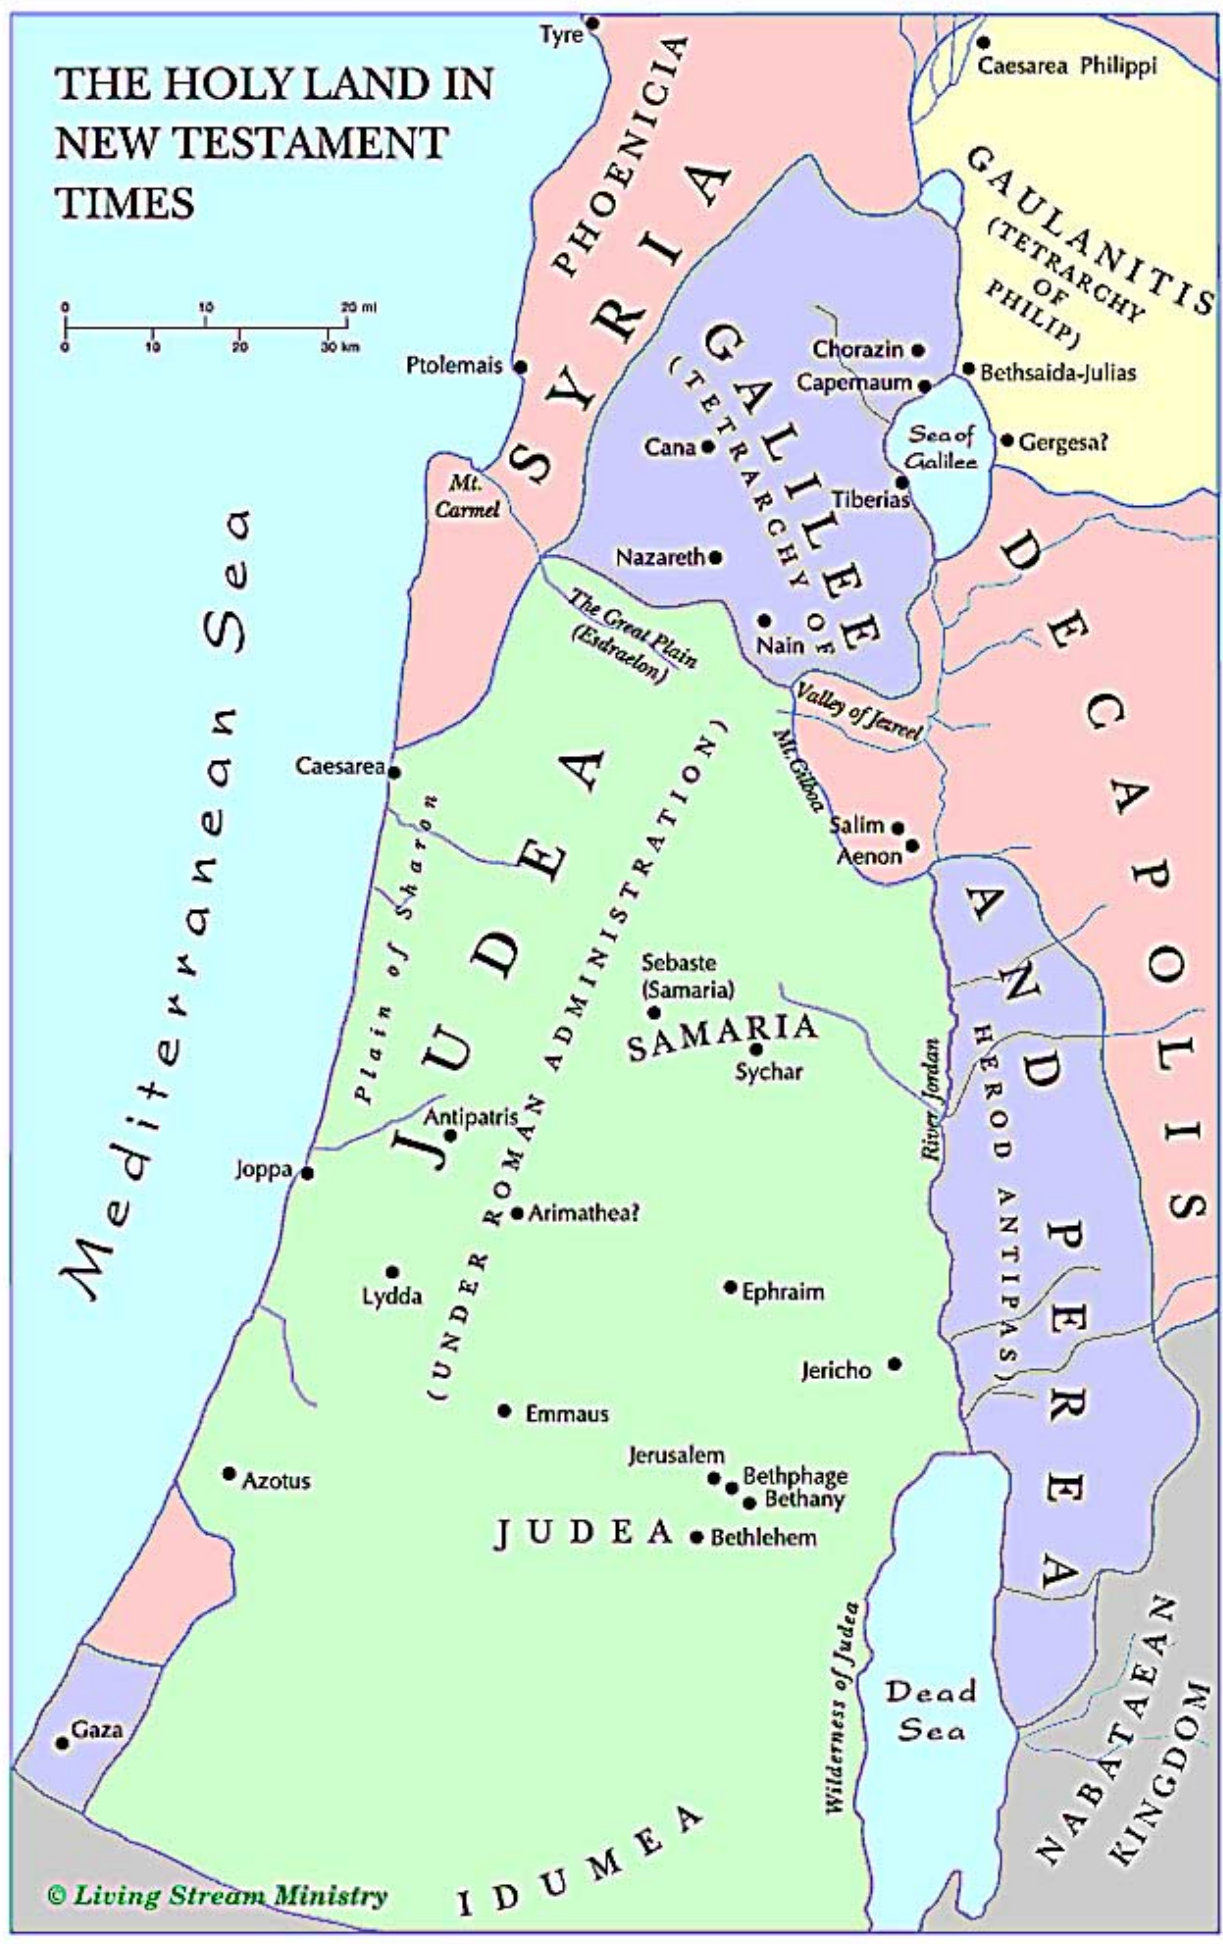 THE HOLY LAND IN
NEW TESTAMENT
TIMES
0 10 20 mi
0 10 20 30 km
Tyre
PHOENICIA
SYRIA
Caesarea Philippi
GAULANITIS
(TETRARCHY
OF
PHILIP)
Ptolemais
Mt.
Carmel
GALILEE
(TETRARCHY OF
Chorazin
Capernaum
Bethsaida-Julias
Sea of
Galilee
Gergesa?
Cana
Tiberias
Nazareth
Nain
The Great Plain
(Esdraelon)
Valley of Jezreel
Mt. Gilboa
DECAPOLIS
Mediterranean Sea
Caesarea
Plain of Sharon
JUDEA
(UNDER ROMAN ADMINISTRATION)
Salim
Aenon
AND PEREA
HEROD ANTIPAS)
Sebaste
(Samaria)
SAMARIA
Sychar
River Jordan
Antipatris
Joppa
Arimathea?
Lydda
Ephraim
Jericho
Emmaus
Jerusalem
Bethphage
Bethany
Azotus
JUDEA
Bethlehem
Wilderness of Judea
Dead
Sea
NABATAEAN
KINGDOM
Gaza
IDUMEA
© Living Stream Ministry